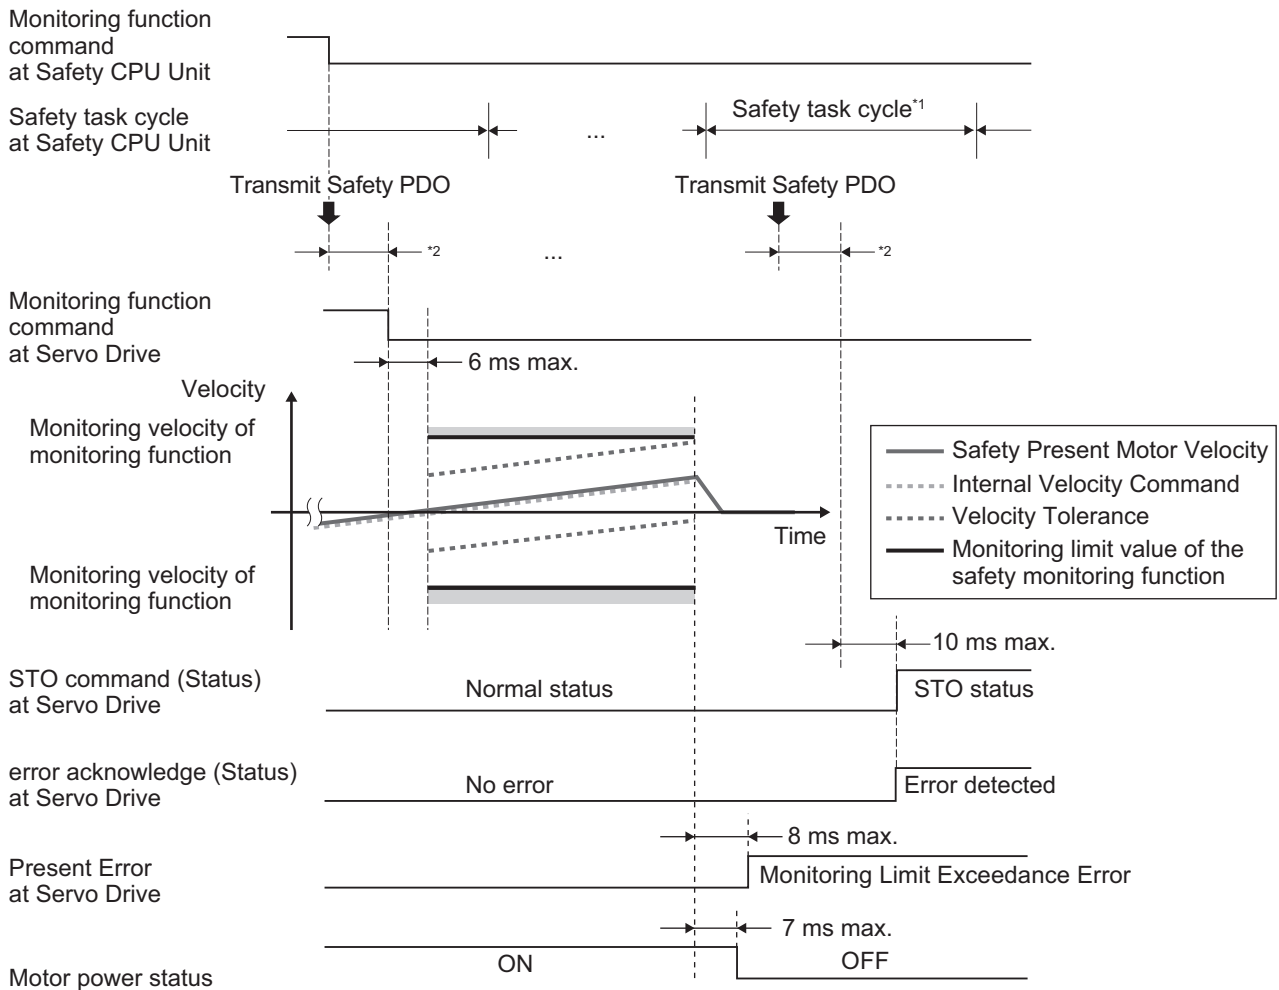 Monitoring function
command
at Safety CPU Unit
Safety task cycle
at Safety CPU Unit
...
Safety task cycle*1
Transmit Safety PDO
Transmit Safety PDO
*2
...
*2
Monitoring function
command
at Servo Drive
6 ms max.
Velocity
Monitoring velocity of
monitoring function
Time
Monitoring velocity of
monitoring function
Safety Present Motor Velocity
Internal Velocity Command
Velocity Tolerance
Monitoring limit value of the
safety monitoring function
10 ms max.
STO command (Status)
at Servo Drive
Normal status
STO status
error acknowledge (Status)
at Servo Drive
No error
Error detected
8 ms max.
Present Error
at Servo Drive
Monitoring Limit Exceedance Error
7 ms max.
Motor power status
ON
OFF